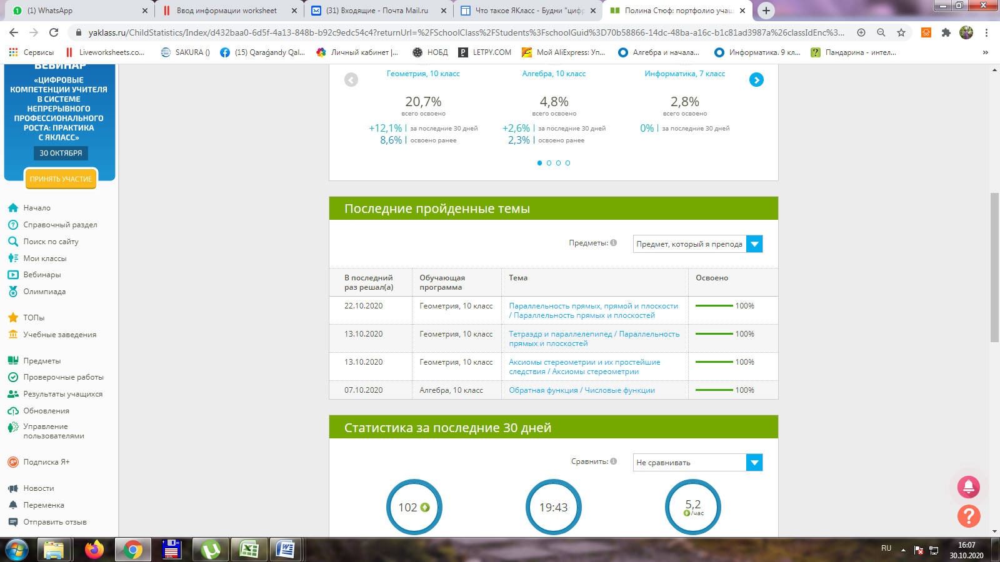 (1) WhatsApp
Ввод информации worksheet
(31) Входящие - Почта Mail.ru
Что такое ЯКласс - Будни "цифр
Полина Стюф: портфолио учащ
yaklass.ru/ChildStatistics/Index/d432baa0-6d5f-4a13-848b-b92c9edc54c4?returnUrl=%2FSchoolClass%2FStudents%3FschoolGuid%3D70b58866-14dc-48ba-a16c-b1c81ad3987a%26classIdEnc%3...
Сервисы
Liveworksheets.co...
SAKURA ()
(15) Qaraǵandy Qal...
Личный кабинет |...
НОБД
LETPY.COM
Мой AliExpress: Уп...
Алгебра и начала...
Информатика. 9 кл...
Пандарина - интел...
»
ВЕБИНАР
«ЦИФРОВЫЕ
КОМПЕТЕНЦИИ УЧИТЕЛЯ
В СИСТЕМЕ
НЕПРЕРЫВНОГО
ПРОФЕССИОНАЛЬНОГО
РОСТА: ПРАКТИКА
С ЯКЛАСС»
30 ОКТЯБРЯ
ПРИНЯТЬ УЧАСТИЕ
Начало
Справочный раздел
Поиск по сайту
Мои классы
Вебинары
Олимпиада
ТОПы
Учебные заведения
Предметы
Проверочные работы
Результаты учащихся
Обновления
Управление
пользователями
Подписка Я+
Новости
Переменка
Отправить отзыв
Геометрия, 10 класс
20,7%
всего освоено
+12,1% | за последние 30 дней
8,6% | освоено ранее
Алгебра, 10 класс
4,8%
всего освоено
+2,6% | за последние 30 дней
2,3% | освоено ранее
Информатика, 7 класс
2,8%
всего освоено
0% | за последние 30 дней
Последние пройденные темы
Предметы:
Предмет, который я препода
В последний
раз решал(а)
Обучающая
программа
Тема
Освоено
22.10.2020 Геометрия, 10 класс Параллельность прямых, прямой и плоскости 100%
/ Параллельность прямых и плоскостей
13.10.2020 Геометрия, 10 класс Тетраэдр и параллелепипед / Параллельность 100%
прямых и плоскостей
13.10.2020 Геометрия, 10 класс Аксиомы стереометрии и их простейшие 100%
следствия / Аксиомы стереометрии
07.10.2020 Алгебра, 10 класс Обратная функция / Числовые функции 100%
Статистика за последние 30 дней
Сравнить:
Не сравнивать
102
19:43
5,2
/час
?
RU
16:07
30.10.2020